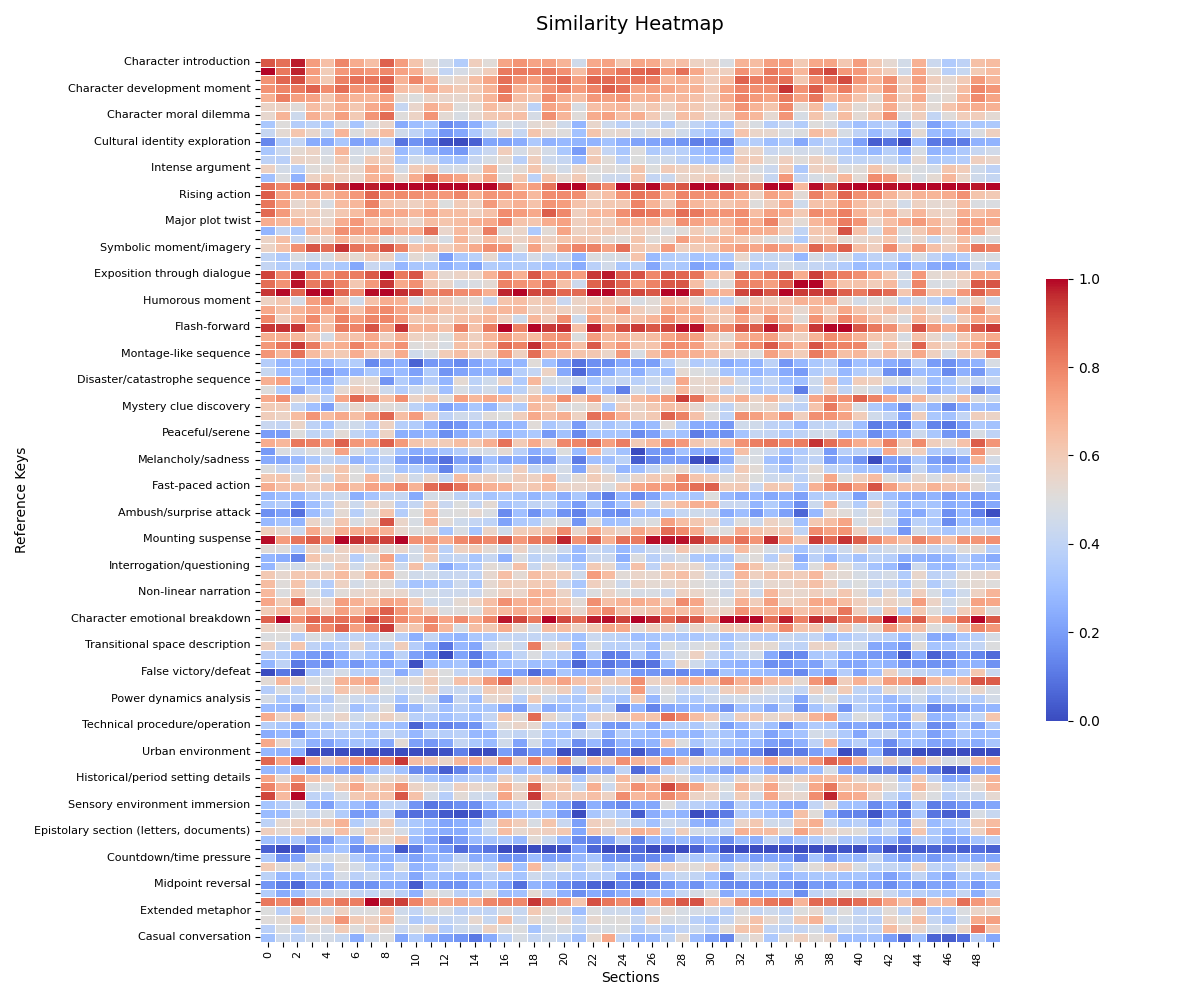 Similarity Heatmap
Character introduction
Character development moment
Character moral dilemma
Cultural identity exploration
Intense argument
Rising action
Major plot twist
Symbolic moment/imagery
Exposition through dialogue
Humorous moment
Flash-forward
Montage-like sequence
Disaster/catastrophe sequence
Mystery clue discovery
Peaceful/serene
Melancholy/sadness
Fast-paced action
Ambush/surprise attack
Mounting suspense
Interrogation/questioning
Non-linear narration
Character emotional breakdown
Transitional space description
False victory/defeat
Power dynamics analysis
Technical procedure/operation
Urban environment
Historical/period setting details
Sensory environment immersion
Epistolary section (letters, documents)
Countdown/time pressure
Midpoint reversal
Extended metaphor
Casual conversation
Reference Keys
0 2 4 6 8 10 12 14 16 18 20 22 24 26 28 30 32 34 36 38 40 42 44 46 48
Sections
1.0
0.8
0.6
0.4
0.2
0.0